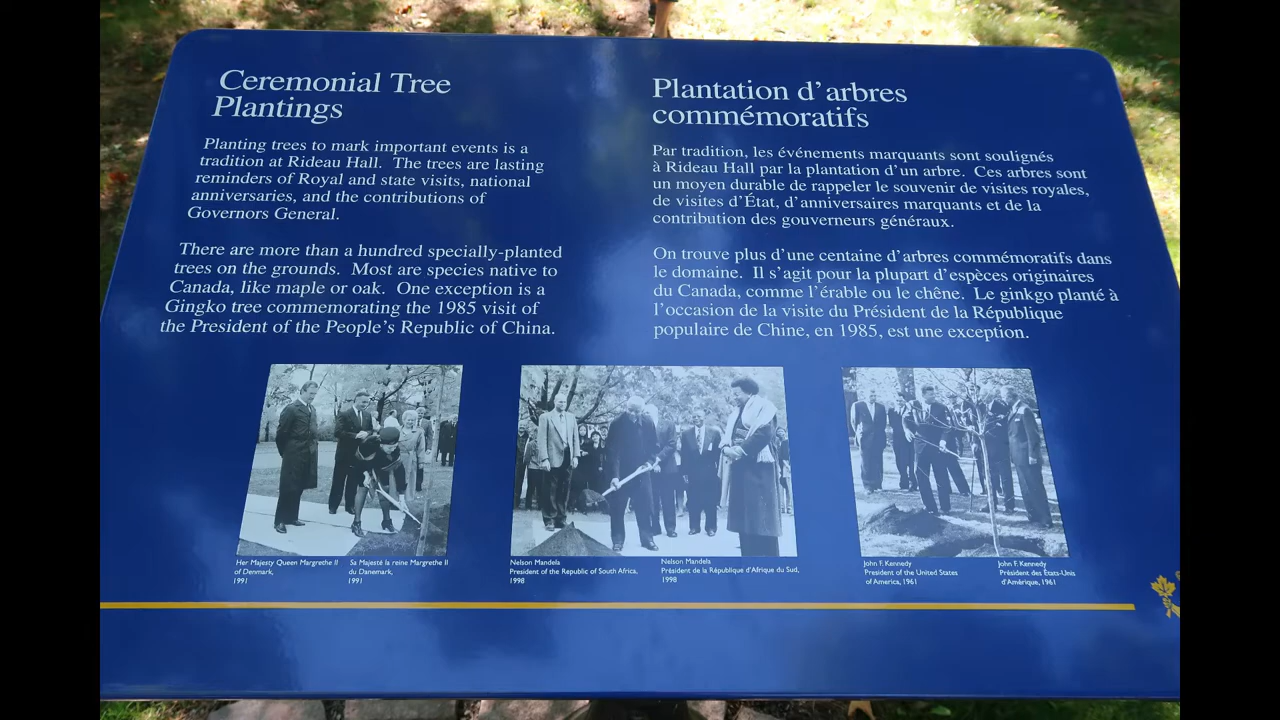 Ceremonial Tree
Plantings
Planting trees to mark important events is a
tradition at Rideau Hall. The trees are lasting
reminders of Royal and state visits, national
anniversaries, and the contributions of
Governors General.
There are more than a hundred specially-planted
trees on the grounds. Most are species native to
Canada, like maple or oak. One exception is a
Gingko tree commemorating the 1985 visit of
the President of the People's Republic of China.
Plantation d'arbres
commémoratifs
Par tradition, les événements marquants sont soulignés
à Rideau Hall par la plantation d'un arbre. Ces arbres sont
un moyen durable de rappeler le souvenir de visites royales,
de visites d'État, d'anniversaires marquants et de la
contribution des gouverneurs généraux.
On trouve plus d'une centaine d'arbres commémoratifs dans
le domaine. Il s'agit pour la plupart d'espèces originaires
du Canada, comme l'érable ou le chêne. Le ginkgo planté à
l'occasion de la visite du Président de la République
populaire de Chine, en 1985, est une exception.
Her Majesty Queen Margrethe II
of Denmark,
1991
Sa Majesté la reine Margrethe II
du Danemark,
1991
Nelson Mandela
President of the Republic of South Africa,
1998
Nelson Mandela
Président de la République d'Afrique du Sud,
1998
John F. Kennedy
President of the United States
of America, 1961
John F. Kennedy
Président des États-Unis
d'Amérique, 1961